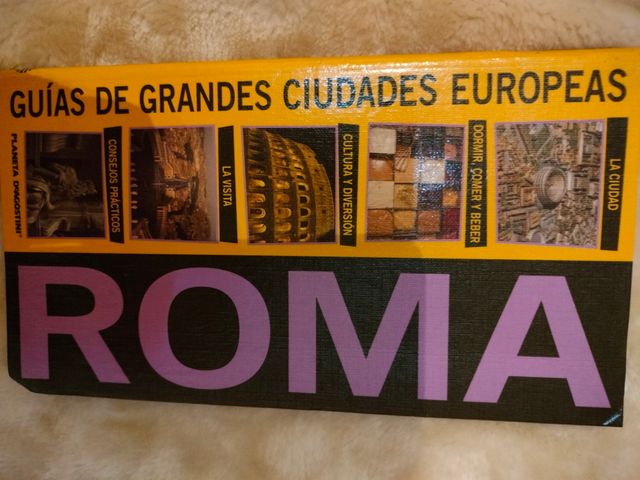 GUÍAS DE GRANDES CIUDADES EUROPEAS
PLANETA DEAGOSTINI
CONSEJOS PRÁCTICOS
LA VISITA
CULTURA Y DIVERSIÓN
DORMIR, COMER Y BEBER
LA CIUDAD
ROMA